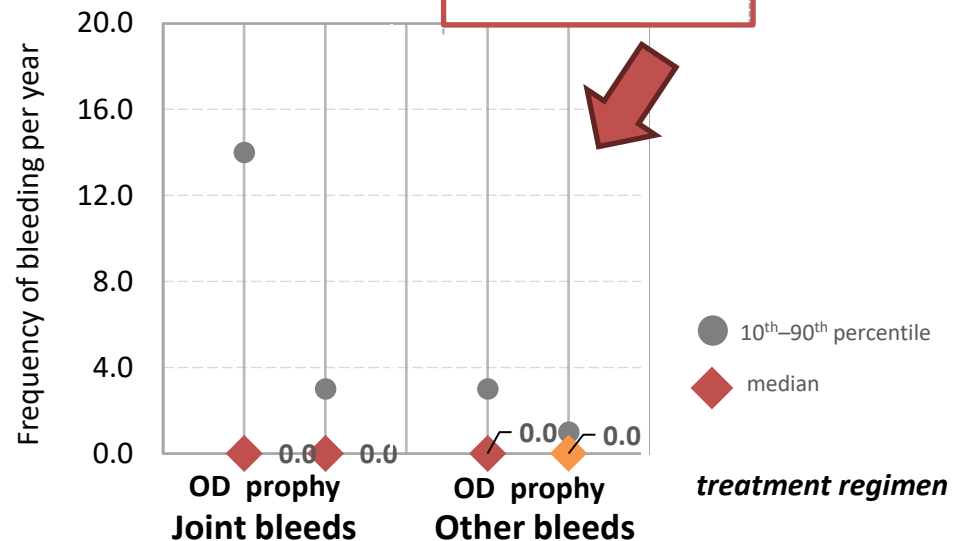 Frequency of bleeding per year
20.0
16.0
12.0
8.0
4.0
0.0
0.0
0.0
0.0
0.0
OD prophy
OD prophy
Joint bleeds
Other bleeds
treatment regimen
10th–90th percentile
median